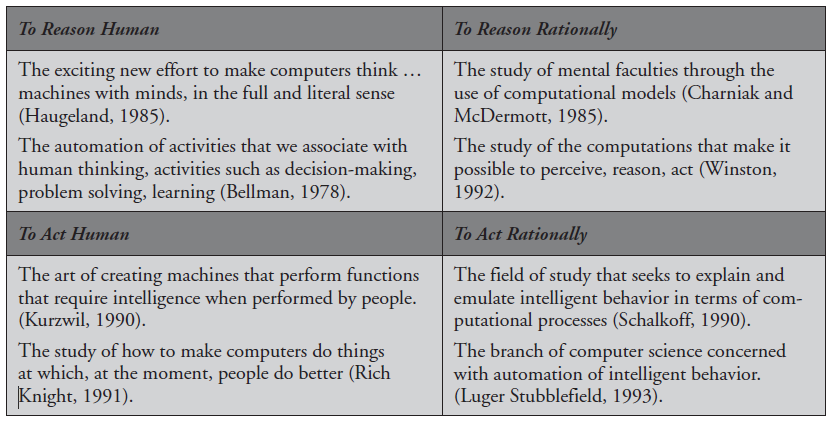 To Reason Human
The exciting new effort to make computers think …
machines with minds, in the full and literal sense
(Haugeland, 1985).
The automation of activities that we associate with
human thinking, activities such as decision-making,
problem solving, learning (Bellman, 1978).
To Reason Rationally
The study of mental faculties through the
use of computational models (Charniak and
McDermott, 1985).
The study of the computations that make it
possible to perceive, reason, act (Winston,
1992).
To Act Human
The art of creating machines that perform functions
that require intelligence when performed by people.
(Kurzwil, 1990).
The study of how to make computers do things
at which, at the moment, people do better (Rich
Knight, 1991).
To Act Rationally
The field of study that seeks to explain and
emulate intelligent behavior in terms of com-
putational processes (Schalkoff, 1990).
The branch of computer science concerned
with automation of intelligent behavior.
(Luger Stubblefield, 1993).